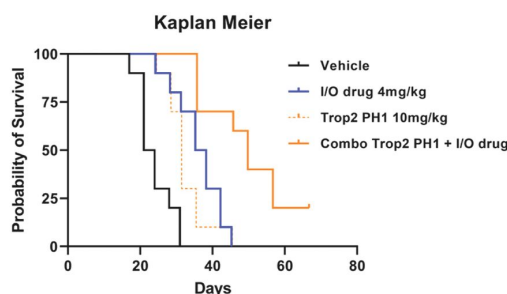 Kaplan Meier
Probability of Survival
100
75
50
25
0
0
20
40
60
80
Days
Vehicle
I/O drug 4mg/kg
Trop2 PH1 10mg/kg
Combo Trop2 PH1 + I/O drug